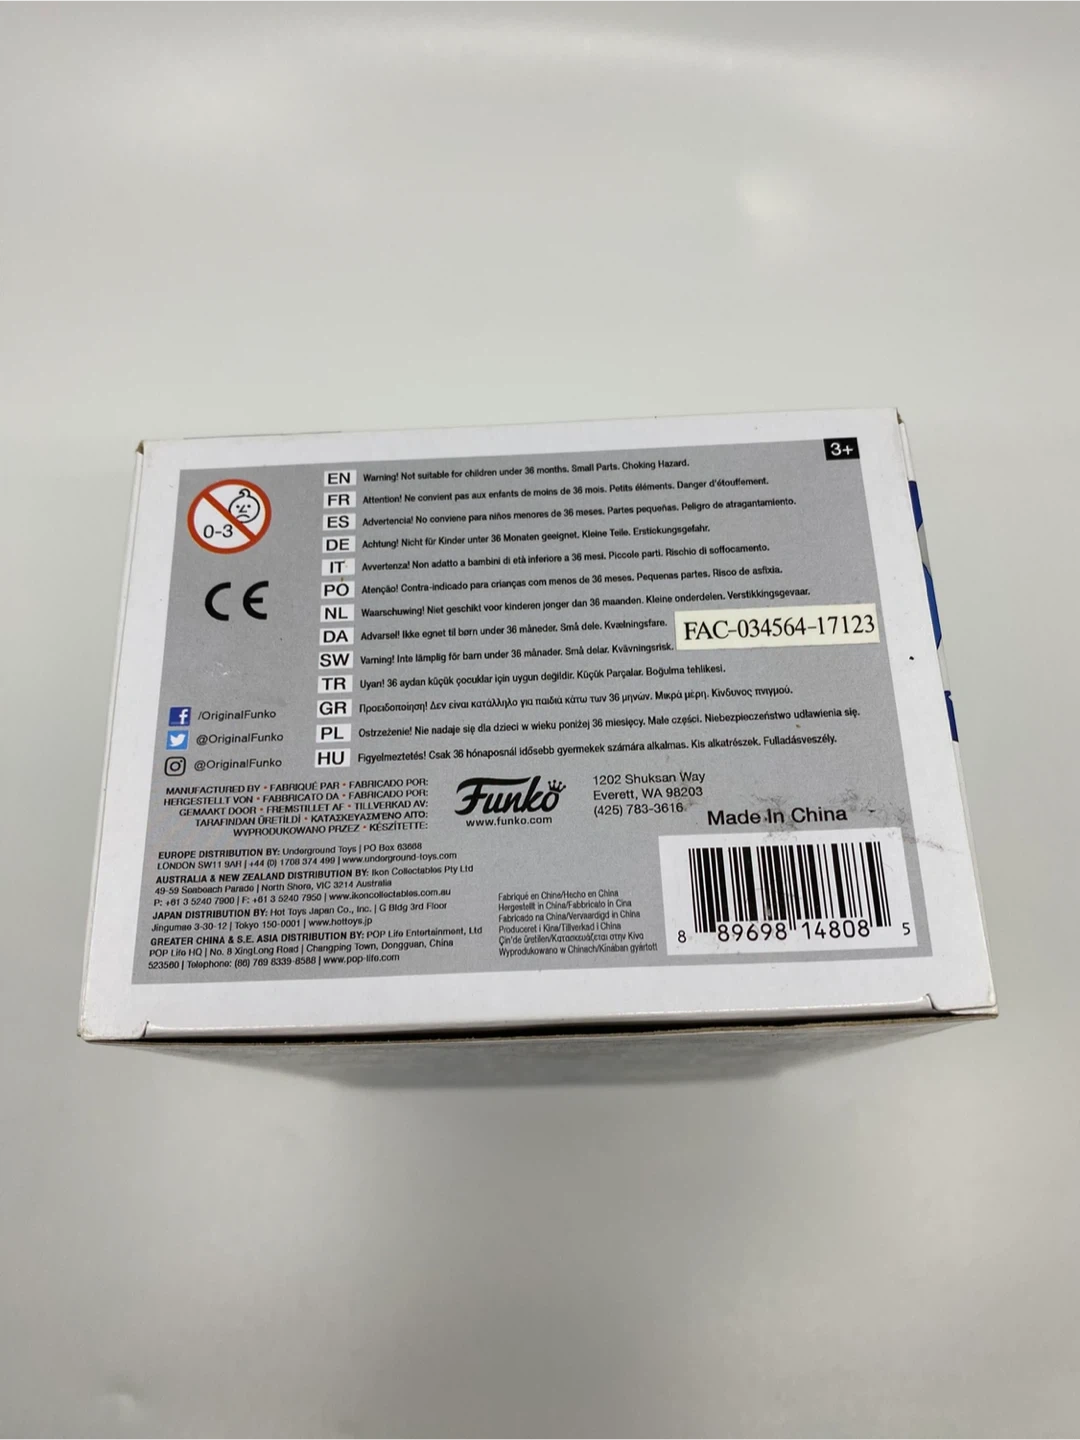 3+
0-3
CE
EN Warning! Not suitable for children under 36 months. Small Parts. Choking Hazard.
FR Attention! Ne convient pas aux enfants de moins de 36 mois. Petits éléments. Danger d'étouffement.
ES Advertencia! No conviene para niños menores de 36 meses. Partes pequeñas. Peligro de atragantamiento.
DE Achtung! Nicht für Kinder unter 36 Monaten geeignet. Kleine Teile. Erstickungsgefahr.
IT Avvertenza! Non adatto a bambini di età inferiore a 36 mesi. Piccole parti. Rischio di soffocamento.
PO Atenção! Contra-indicado para crianças com menos de 36 meses. Pequenas partes. Risco de asfixia.
NL Waarschuwing! Niet geschikt voor kinderen jonger dan 36 maanden. Kleine onderdelen. Verstikkingsgevaar.
DA Advarsel! Ikke egnet til børn under 36 måneder. Små dele. Kvælningsfare.
FAC-034564-17123
SW Varning! Inte lämplig för barn under 36 månader. Små delar. Kvävningsrisk.
TR Uyarı! 36 aydan küçük çocuklar için uygun değildir. Küçük Parçalar. Boğulma tehlikesi.
GR Προειδοποίηση! Δεν είναι κατάλληλο για παιδιά κάτω των 36 μηνών. Μικρά μέρη. Κίνδυνος πνιγμού.
PL Ostrzeżenie! Nie nadaje się dla dzieci w wieku poniżej 36 miesięcy. Małe części. Niebezpieczeństwo udławienia się.
HU Figyelmeztetés! Csak 36 hónaposnál idősebb gyermekek számára alkalmas. Kis alkatrészek. Fulladásveszély.
/OriginalFunko
@OriginalFunko
@OriginalFunko
MANUFACTURED BY • FABRIQUÉ PAR • FABRICADO POR:
HERGESTELLT VON • FABBRICATO DA • FABRICADO POR:
GEMAAKT DOOR • FREMSTILLET AF • TILLVERKAD AV:
TARAFINDAN ÜRETİLDİ • ΚΑΤΑΣΚΕΥΑΣΜΈΝΟ ΑΠΌ:
WYPRODUKOWANO PRZEZ • KÉSZÍTETTE:
Funko
www.funko.com
1202 Shuksan Way
Everett, WA 98203
(425) 783-3616
Made In China
EUROPE DISTRIBUTION BY: Underground Toys | PO Box 63668
LONDON SW11 9AH | +44 (0) 1708 374 499 | www.underground-toys.com
AUSTRALIA & NEW ZEALAND DISTRIBUTION BY: Ikon Collectables Pty Ltd
49-59 Sonbeach Parade | North Shore, VIC 3214 Australia
P: +61 3 5240 7900 | F: +61 3 5240 7950 | www.ikoncollectables.com.au
JAPAN DISTRIBUTION BY: Hot Toys Japan Co., Inc. | G Bldg 3rd Floor
Jingumae 3-30-12 | Tokyo 150-0001 | www.hottoys.jp
GREATER CHINA & S.E. ASIA DISTRIBUTION BY: POP Life Entertainment, Ltd
POP Life HQ | No. 8 XingLong Road | Changping Town, Dongguan, China
523560 | Telephone: (86) 769 8339-8588 | www.pop-life.com
Fabriqué en Chine/Hecho en China
Hergestellt in China/Fabbricato in Cina
Fabricado na China/Vervaardigd in China
Produceret i Kina/Tillverkad i China
Çin'de üretilen/Κατασκευάζεται στην Κίνα
Wyprodukowano w Chinach/Kínában gyártott
8 89698 14808 5